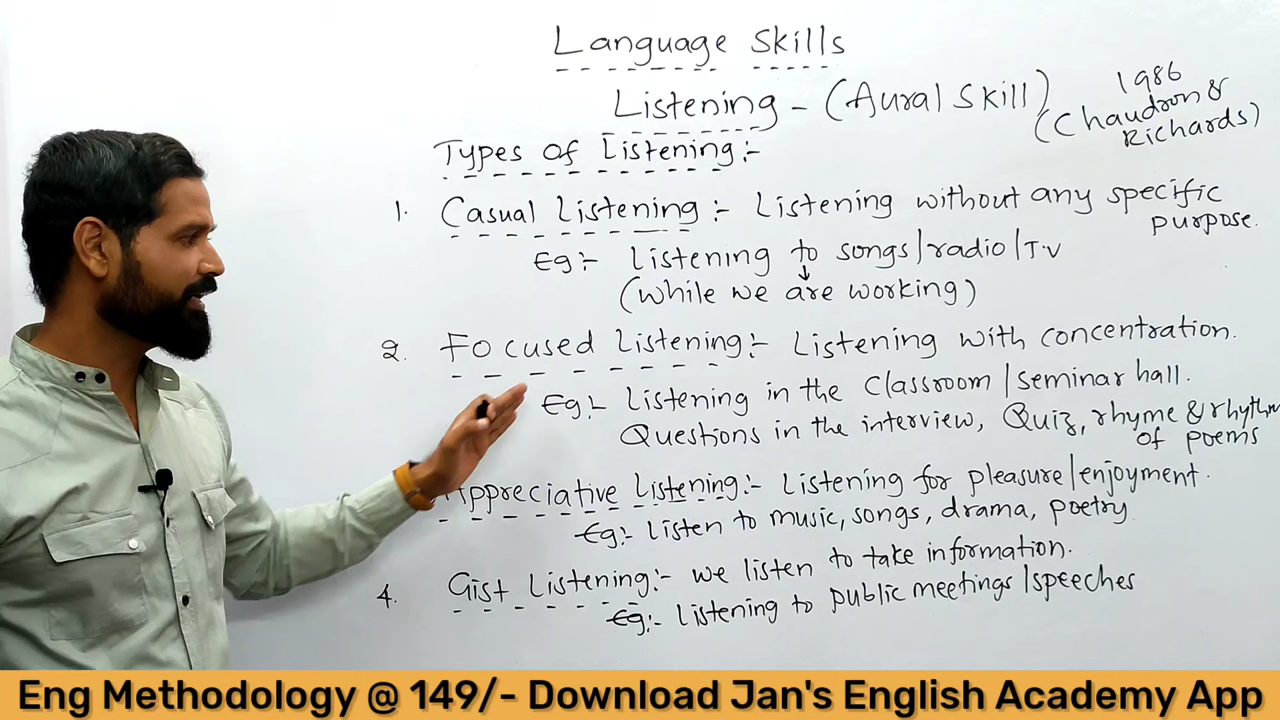 Language Skills
Listening - (Aural Skill)
1986
(Chaudron &
Richards)
Types of Listening:-
1. Casual Listening:- Listening without any specific
purpose.
Eg:- Listening to songs/radio/T.V
(while we are working)
2. Focused Listening:- Listening with concentration.
Eg:- Listening in the classroom/seminar hall.
Questions in the interview, Quiz, rhyme & rhythm
of poems
Appreciative Listening:- Listening for pleasure/enjoyment.
Eg:- Listen to music, songs, drama, poetry
4. Gist Listening:- we listen to take information.
Eg:- Listening to public meetings/speeches
Eng Methodology @ 149/- Download Jan's English Academy App